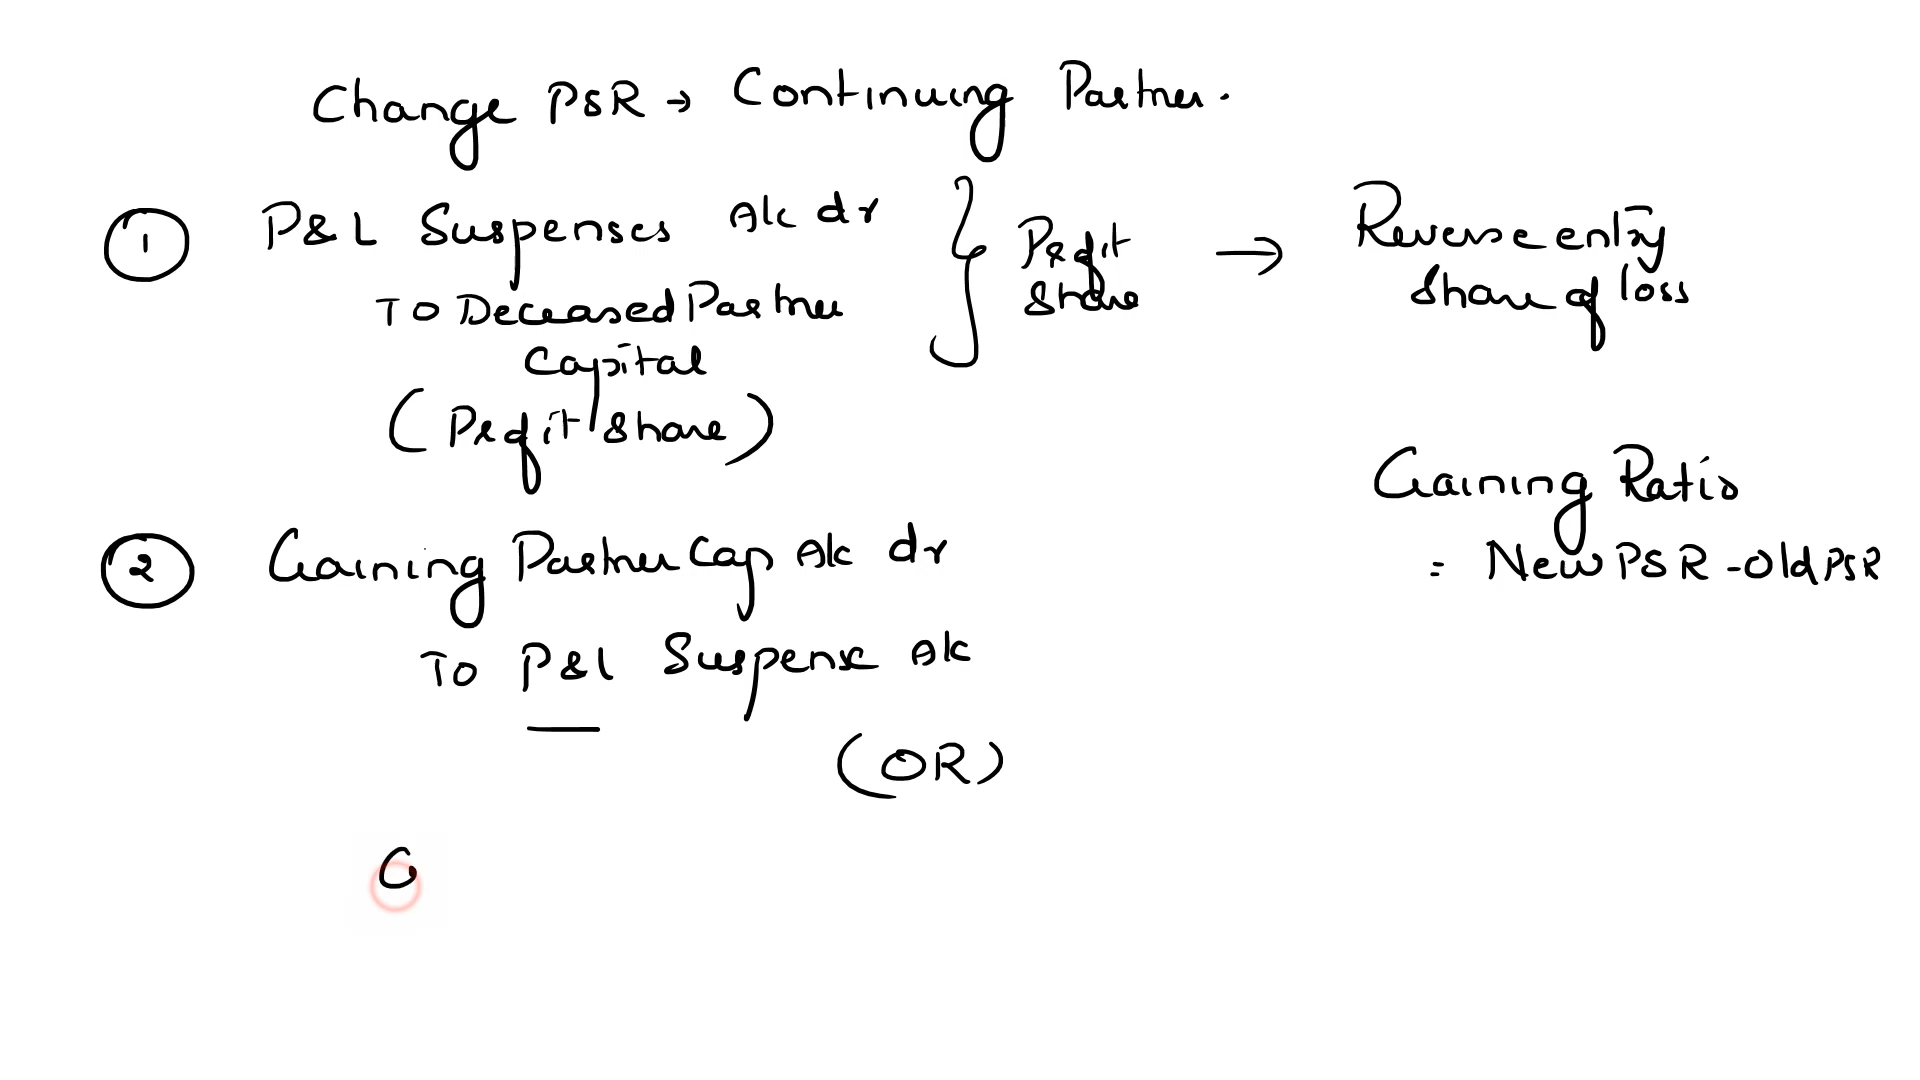 Change PSR → Continuing Partner.
1 P&L Suspenses A/c dr
To Deceased Partner
Capital
(Profit Share)
Profit
Share
→ Reverse entry
Share of loss
2 Gaining Partner Cap A/c dr
To P&L Suspense A/c
(OR)
Gaining Ratio
= New PSR - Old PSR
G